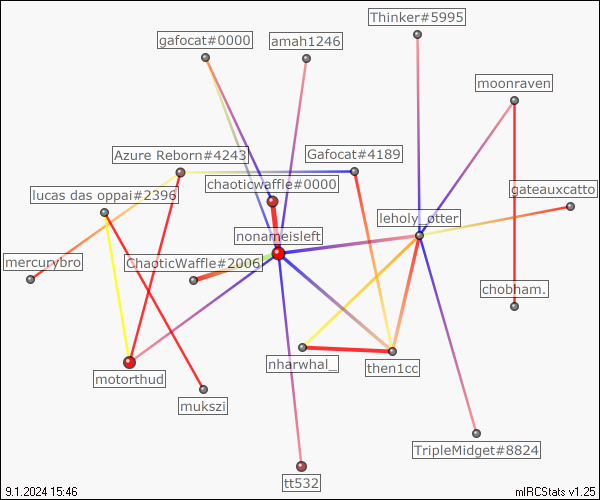 Thinker#5995
gafocat#0000
amah1246
moonraven
Azure Reborn#4243
Gafocat#4189
chaoticwaffle#0000
lucas das oppai#2396
gateauxcatto
leholy_otter
nonameisleft
mercurybro
ChaoticWaffle#2006
chobham.
nharwhal_
then1cc
motorthud
mukszi
TripleMidget#8824
tt532
9.1.2024 15:46
mIRCStats v1.25